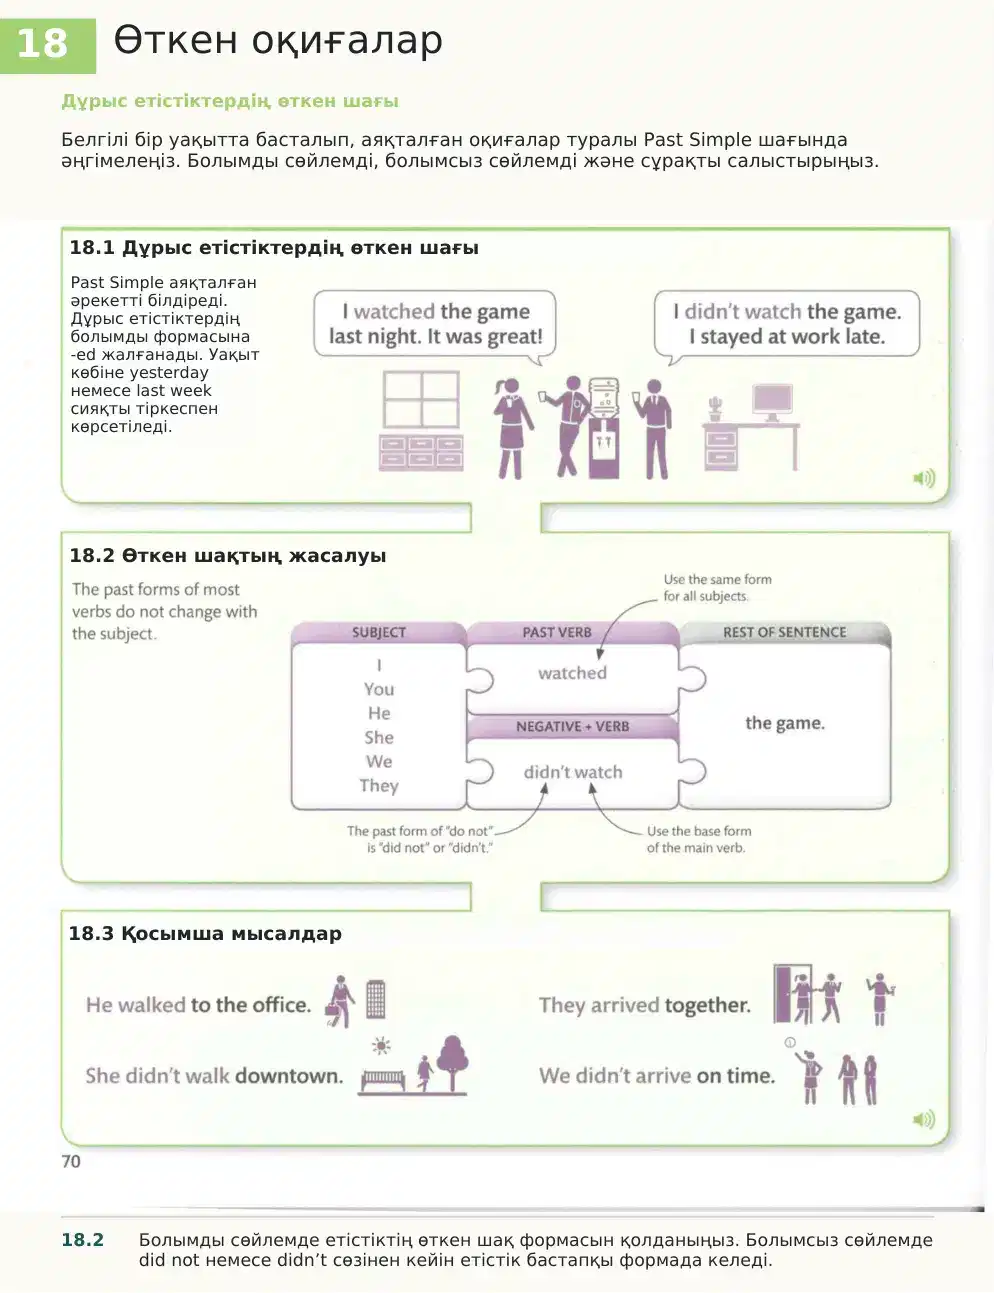 18 Өткен оқиғалар
Дұрыс етістіктердің өткен шағы
Белгілі бір уақытта басталып, аяқталған оқиғалар туралы Past Simple шағында
әңгімелеңіз. Болымды сөйлемді, болымсыз сөйлемді және сұрақты салыстырыңыз.
18.1 Дұрыс етістіктердің өткен шағы
Past Simple аяқталған
әрекетті білдіреді.
Дұрыс етістіктердің
болымды формасына
-ed жалғанады. Уақыт
көбіне yesterday
немесе last week
сияқты тіркеспен
көрсетіледі.
I watched the game
last night. It was great!
I didn't watch the game.
I stayed at work late.
18.2 Өткен шақтың жасалуы
The past forms of most
verbs do not change with
the subject.
Use the same form
for all subjects.
SUBJECT
I
You
He
She
We
They
PAST VERB
watched
NEGATIVE + VERB
didn't watch
REST OF SENTENCE
the game.
The past form of "do not"
is "did not" or "didn't."
Use the base form
of the main verb.
18.3 Қосымша мысалдар
He walked to the office.
They arrived together.
She didn't walk downtown.
We didn't arrive on time.
70
18.2 Болымды сөйлемде етістіктің өткен шақ формасын қолданыңыз. Болымсыз сөйлемде
did not немесе didn’t сөзінен кейін етістік бастапқы формада келеді.